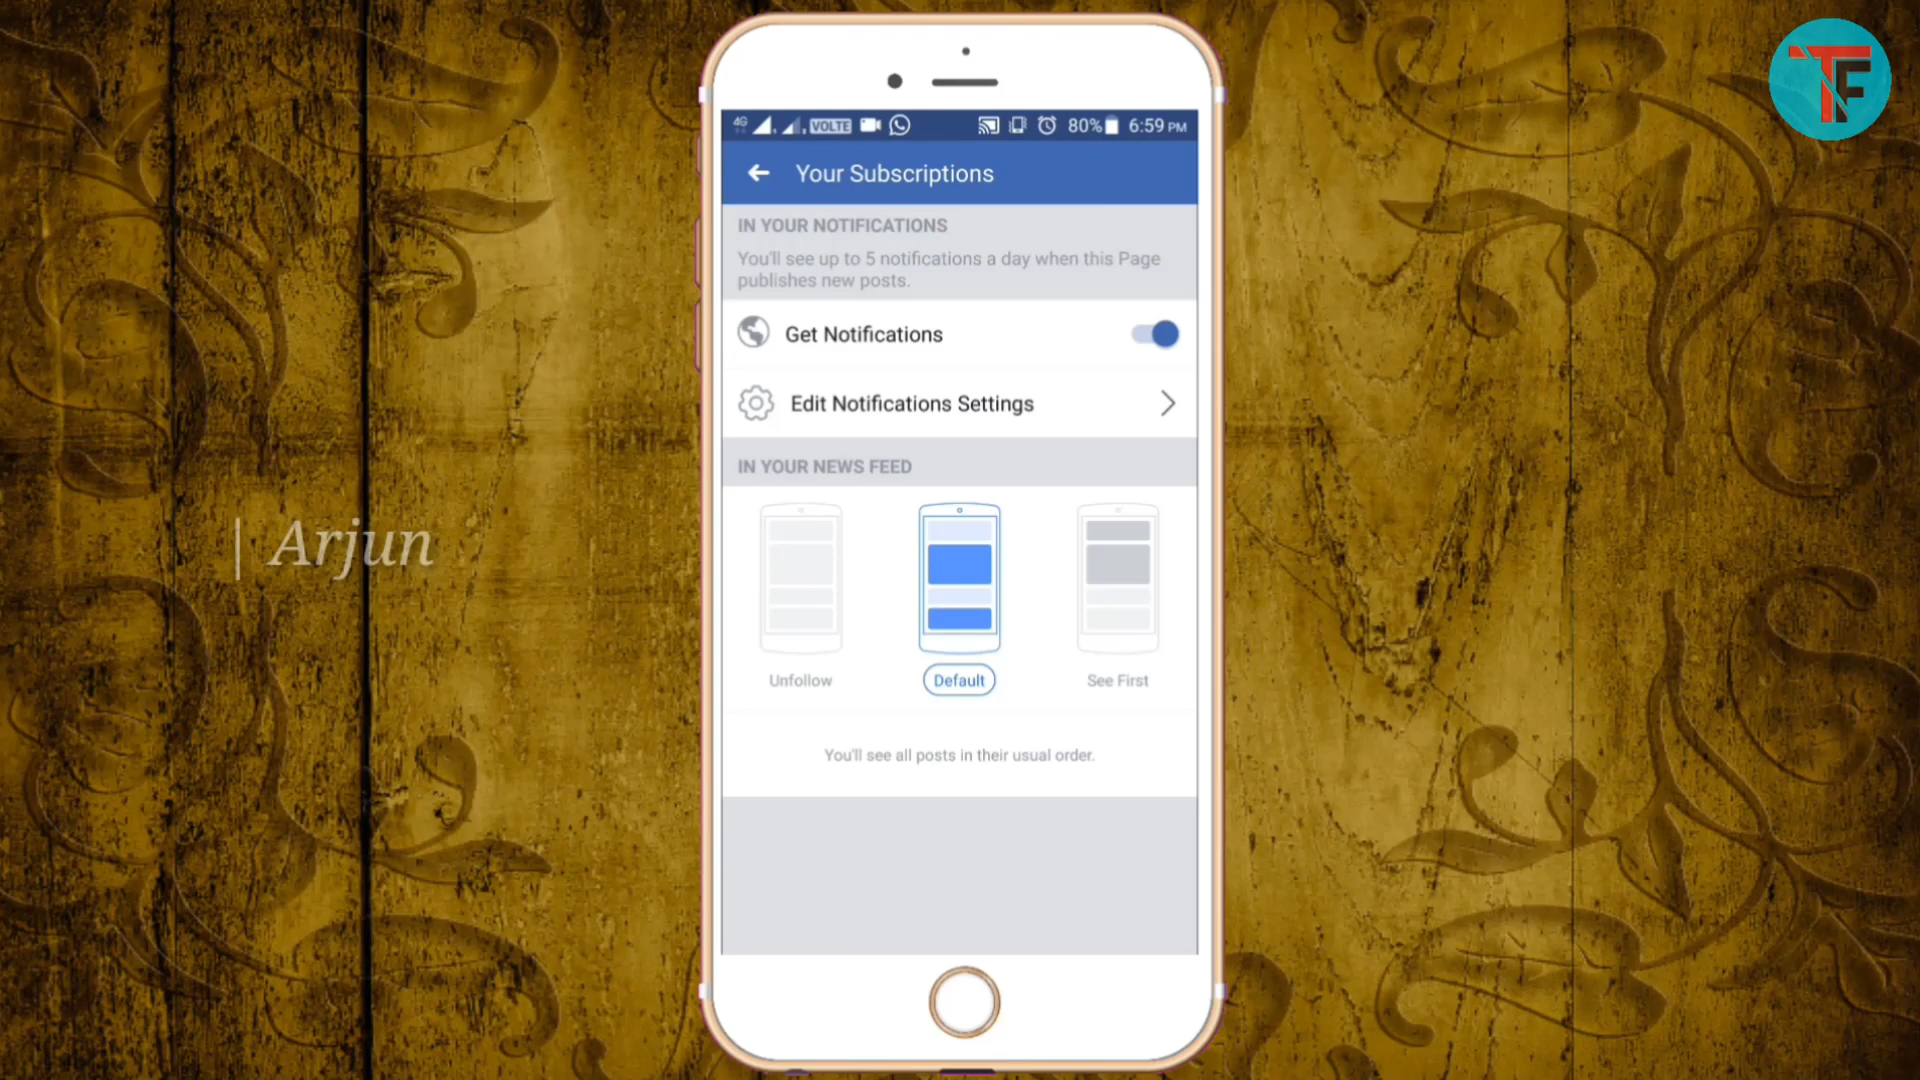 4G VOLTE 80% 6:59 PM
Your Subscriptions
IN YOUR NOTIFICATIONS
You'll see up to 5 notifications a day when this Page
publishes new posts.
Get Notifications
Edit Notifications Settings
IN YOUR NEWS FEED
Unfollow Default See First
You'll see all posts in their usual order.
| Arjun
TF